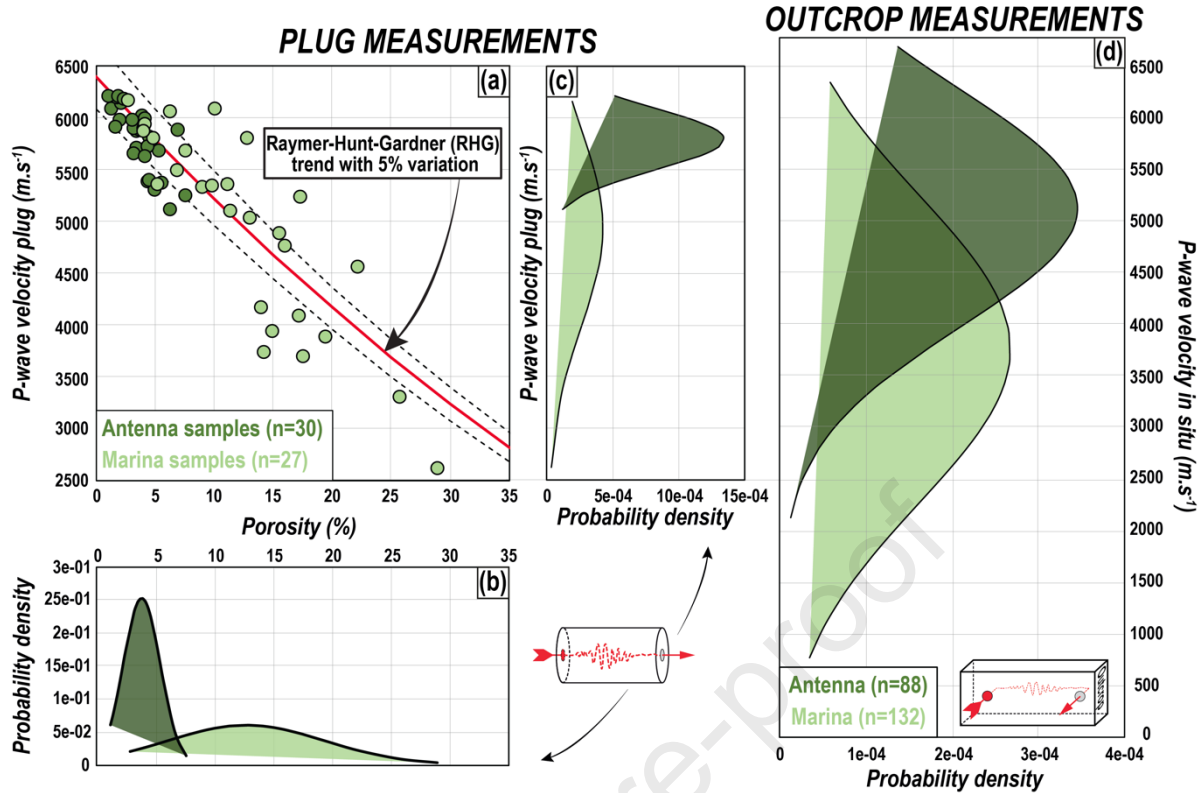 PLUG MEASUREMENTS
OUTCROP MEASUREMENTS
(a)
6500
6000
5500
5000
4500
4000
3500
3000
2500
P-wave velocity plug (m.s-1)
Raymer-Hunt-Gardner (RHG)
trend with 5% variation
Antenna samples (n=30)
Marina samples (n=27)
0 5 10 15 20 25 30 35
Porosity (%)
(c)
P-wave velocity plug (m.s-1)
0 5e-04 10e-04 15e-04
Probability density
(d)
6500
6000
5500
5000
4500
4000
3500
3000
2500
2000
1500
1000
500
0
P-wave velocity in situ (m.s-1)
Antenna (n=88)
Marina (n=132)
0 1e-04 2e-04 3e-04 4e-04
Probability density
(b)
0 5 10 15 20 25 30 35
3e-01
25e-01
2e-01
15e-01
1e-01
5e-02
0
Probability density
re-proof